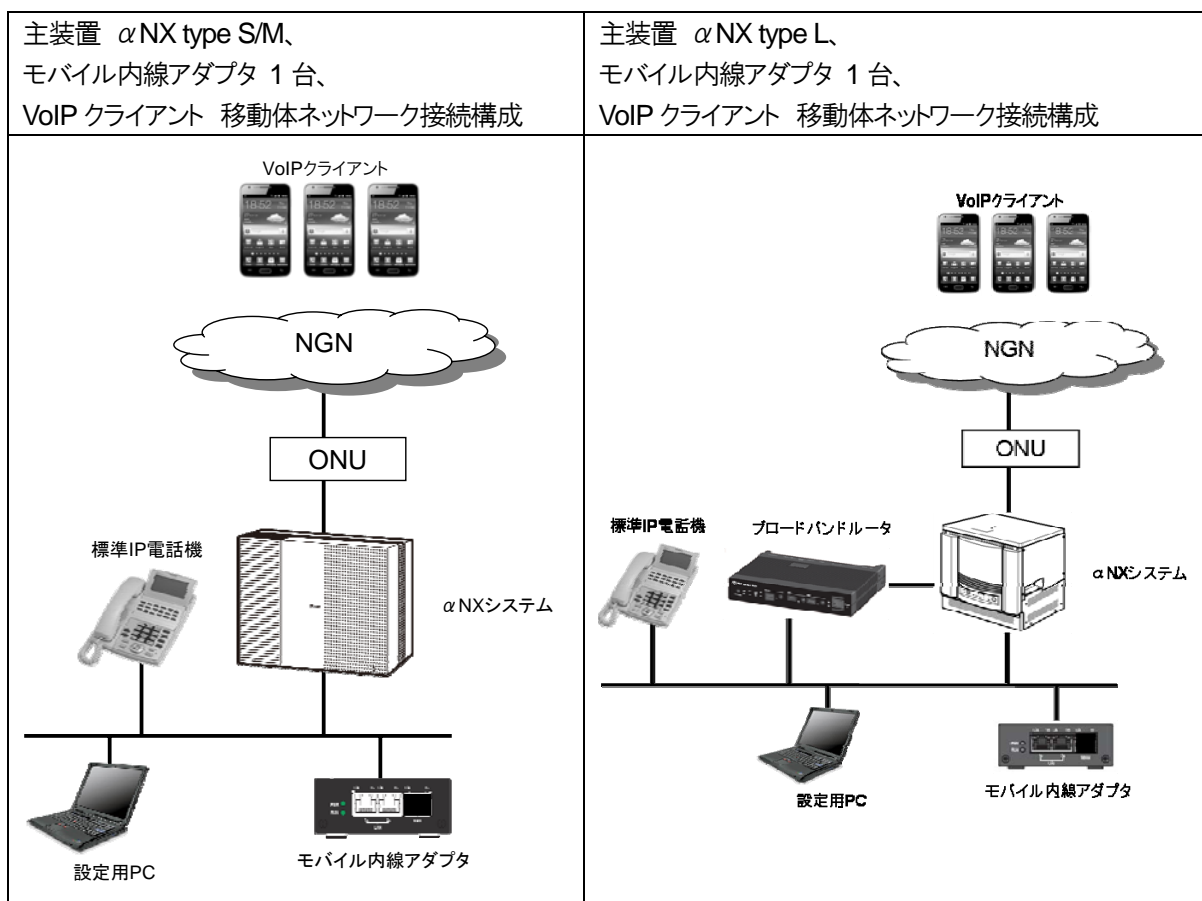 主装置 αNX type S/M、
モバイル内線アダプタ 1 台、
VoIP クライアント 移動体ネットワーク接続構成
主装置 αNX type L、
モバイル内線アダプタ 1 台、
VoIP クライアント 移動体ネットワーク接続構成
VoIPクライアント
NGN
ONU
標準IP電話機
αNXシステム
設定用PC
モバイル内線アダプタ
VoIPクライアント
NGN
ONU
標準IP電話機
ブロードバンドルータ
αNXシステム
設定用PC
モバイル内線アダプタ